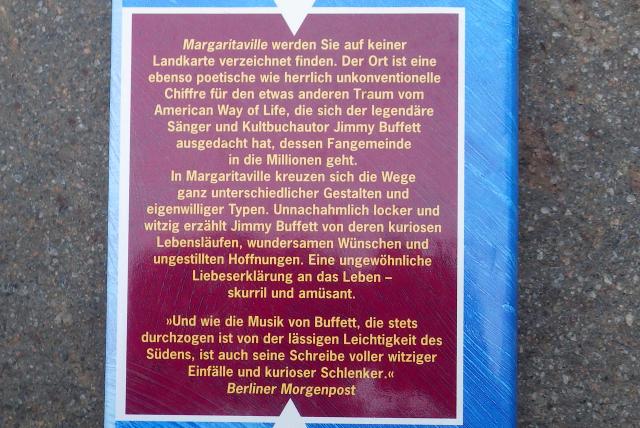 Margaritaville werden Sie auf keiner
Landkarte verzeichnet finden. Der Ort ist eine
ebenso poetische wie herrlich unkonventionelle
Chiffre für den etwas anderen Traum vom
American Way of Life, die sich der legendäre
Sänger und Kultbuchautor Jimmy Buffett
ausgedacht hat, dessen Fangemeinde
in die Millionen geht.
In Margaritaville kreuzen sich die Wege
ganz unterschiedlicher Gestalten und
eigenwilliger Typen. Unnachahmlich locker und
witzig erzählt Jimmy Buffett von deren kuriosen
Lebensläufen, wundersamen Wünschen und
ungestillten Hoffnungen. Eine ungewöhnliche
Liebeserklärung an das Leben –
skurril und amüsant.
»Und wie die Musik von Buffett, die stets
durchzogen ist von der lässigen Leichtigkeit des
Südens, ist auch seine Schreibe voller witziger
Einfälle und kurioser Schlenker.«
Berliner Morgenpost